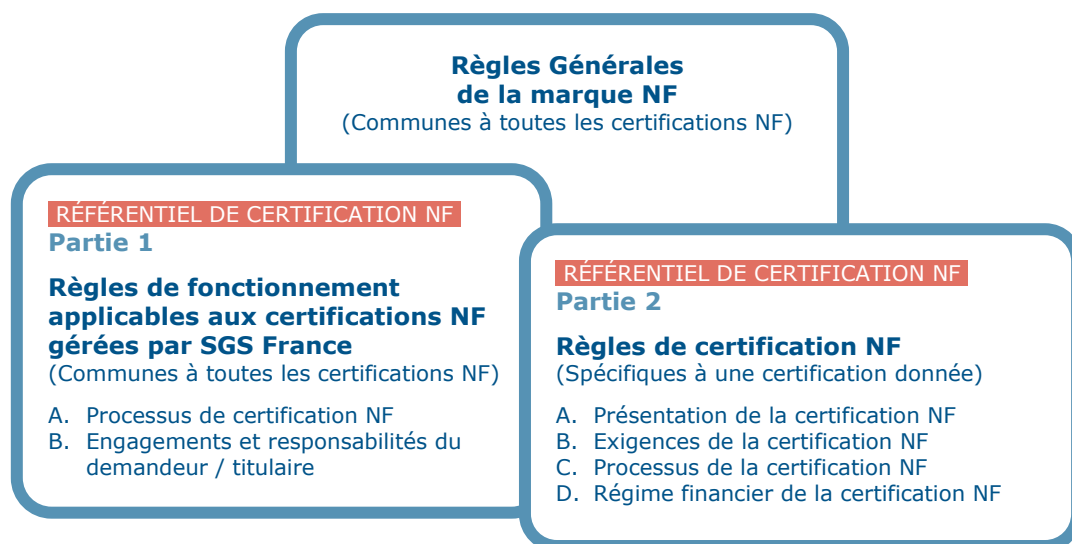 Règles Générales
de la marque NF
(Communes à toutes les certifications NF)
RÉFÉRENTIEL DE CERTIFICATION NF
Partie 1
Règles de fonctionnement
applicables aux certifications NF
gérées par SGS France
(Communes à toutes les certifications NF)
A. Processus de certification NF
B. Engagements et responsabilités du
demandeur / titulaire
RÉFÉRENTIEL DE CERTIFICATION NF
Partie 2
Règles de certification NF
(Spécifiques à une certification donnée)
A. Présentation de la certification NF
B. Exigences de la certification NF
C. Processus de la certification NF
D. Régime financier de la certification NF